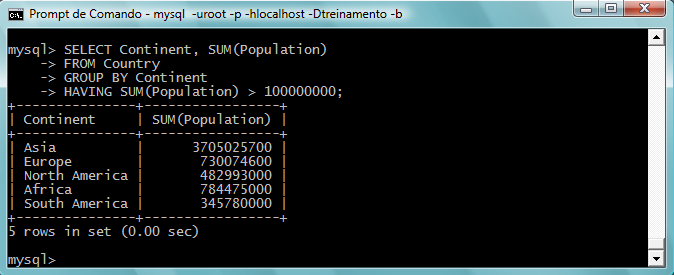 Prompt de Comando - mysql -uroot -p -hlocalhost -Dtreinamento -b
mysql> SELECT Continent, SUM(Population)
    -> FROM Country
    -> GROUP BY Continent
    -> HAVING SUM(Population) > 100000000;
+---------------+-----------------+
| Continent     | SUM(Population) |
+---------------+-----------------+
| Asia          |      3705025700 |
| Europe        |       730074600 |
| North America |       482993000 |
| Africa        |       784475000 |
| South America |       345780000 |
+---------------+-----------------+
5 rows in set (0.00 sec)
mysql>